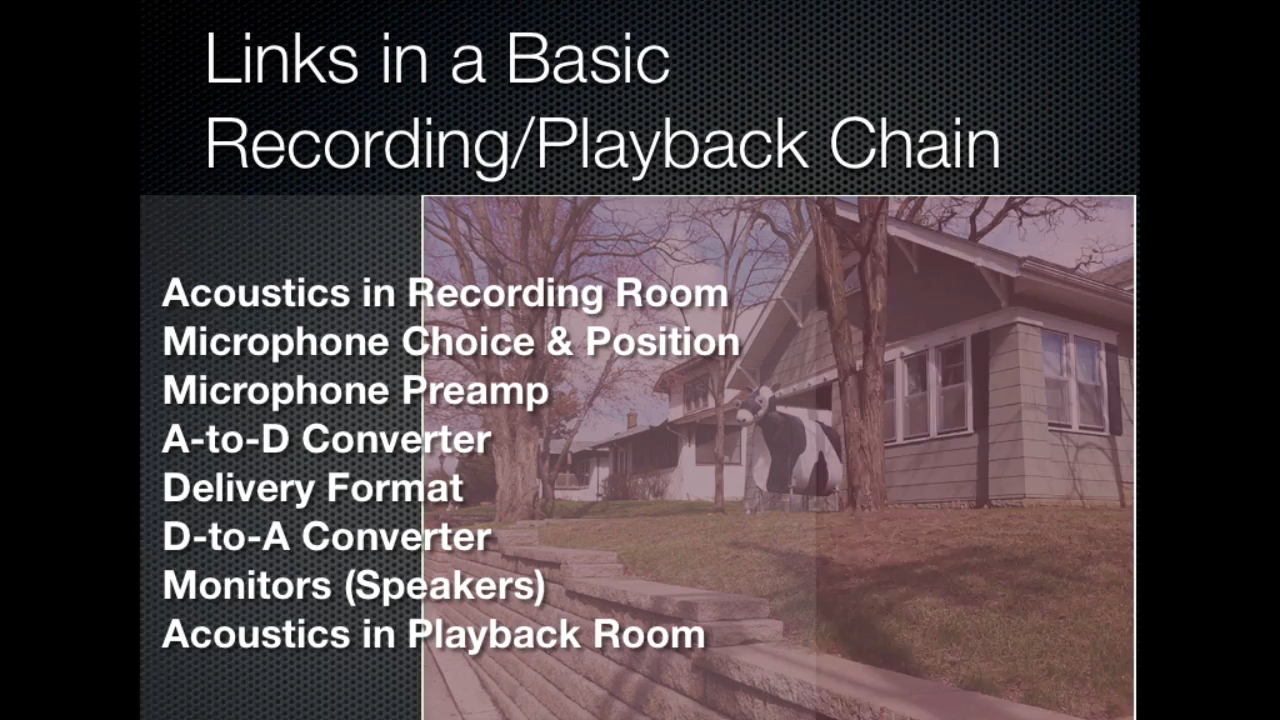 Links in a Basic
Recording/Playback Chain
Acoustics in Recording Room
Microphone Choice & Position
Microphone Preamp
A-to-D Converter
Delivery Format
D-to-A Converter
Monitors (Speakers)
Acoustics in Playback Room